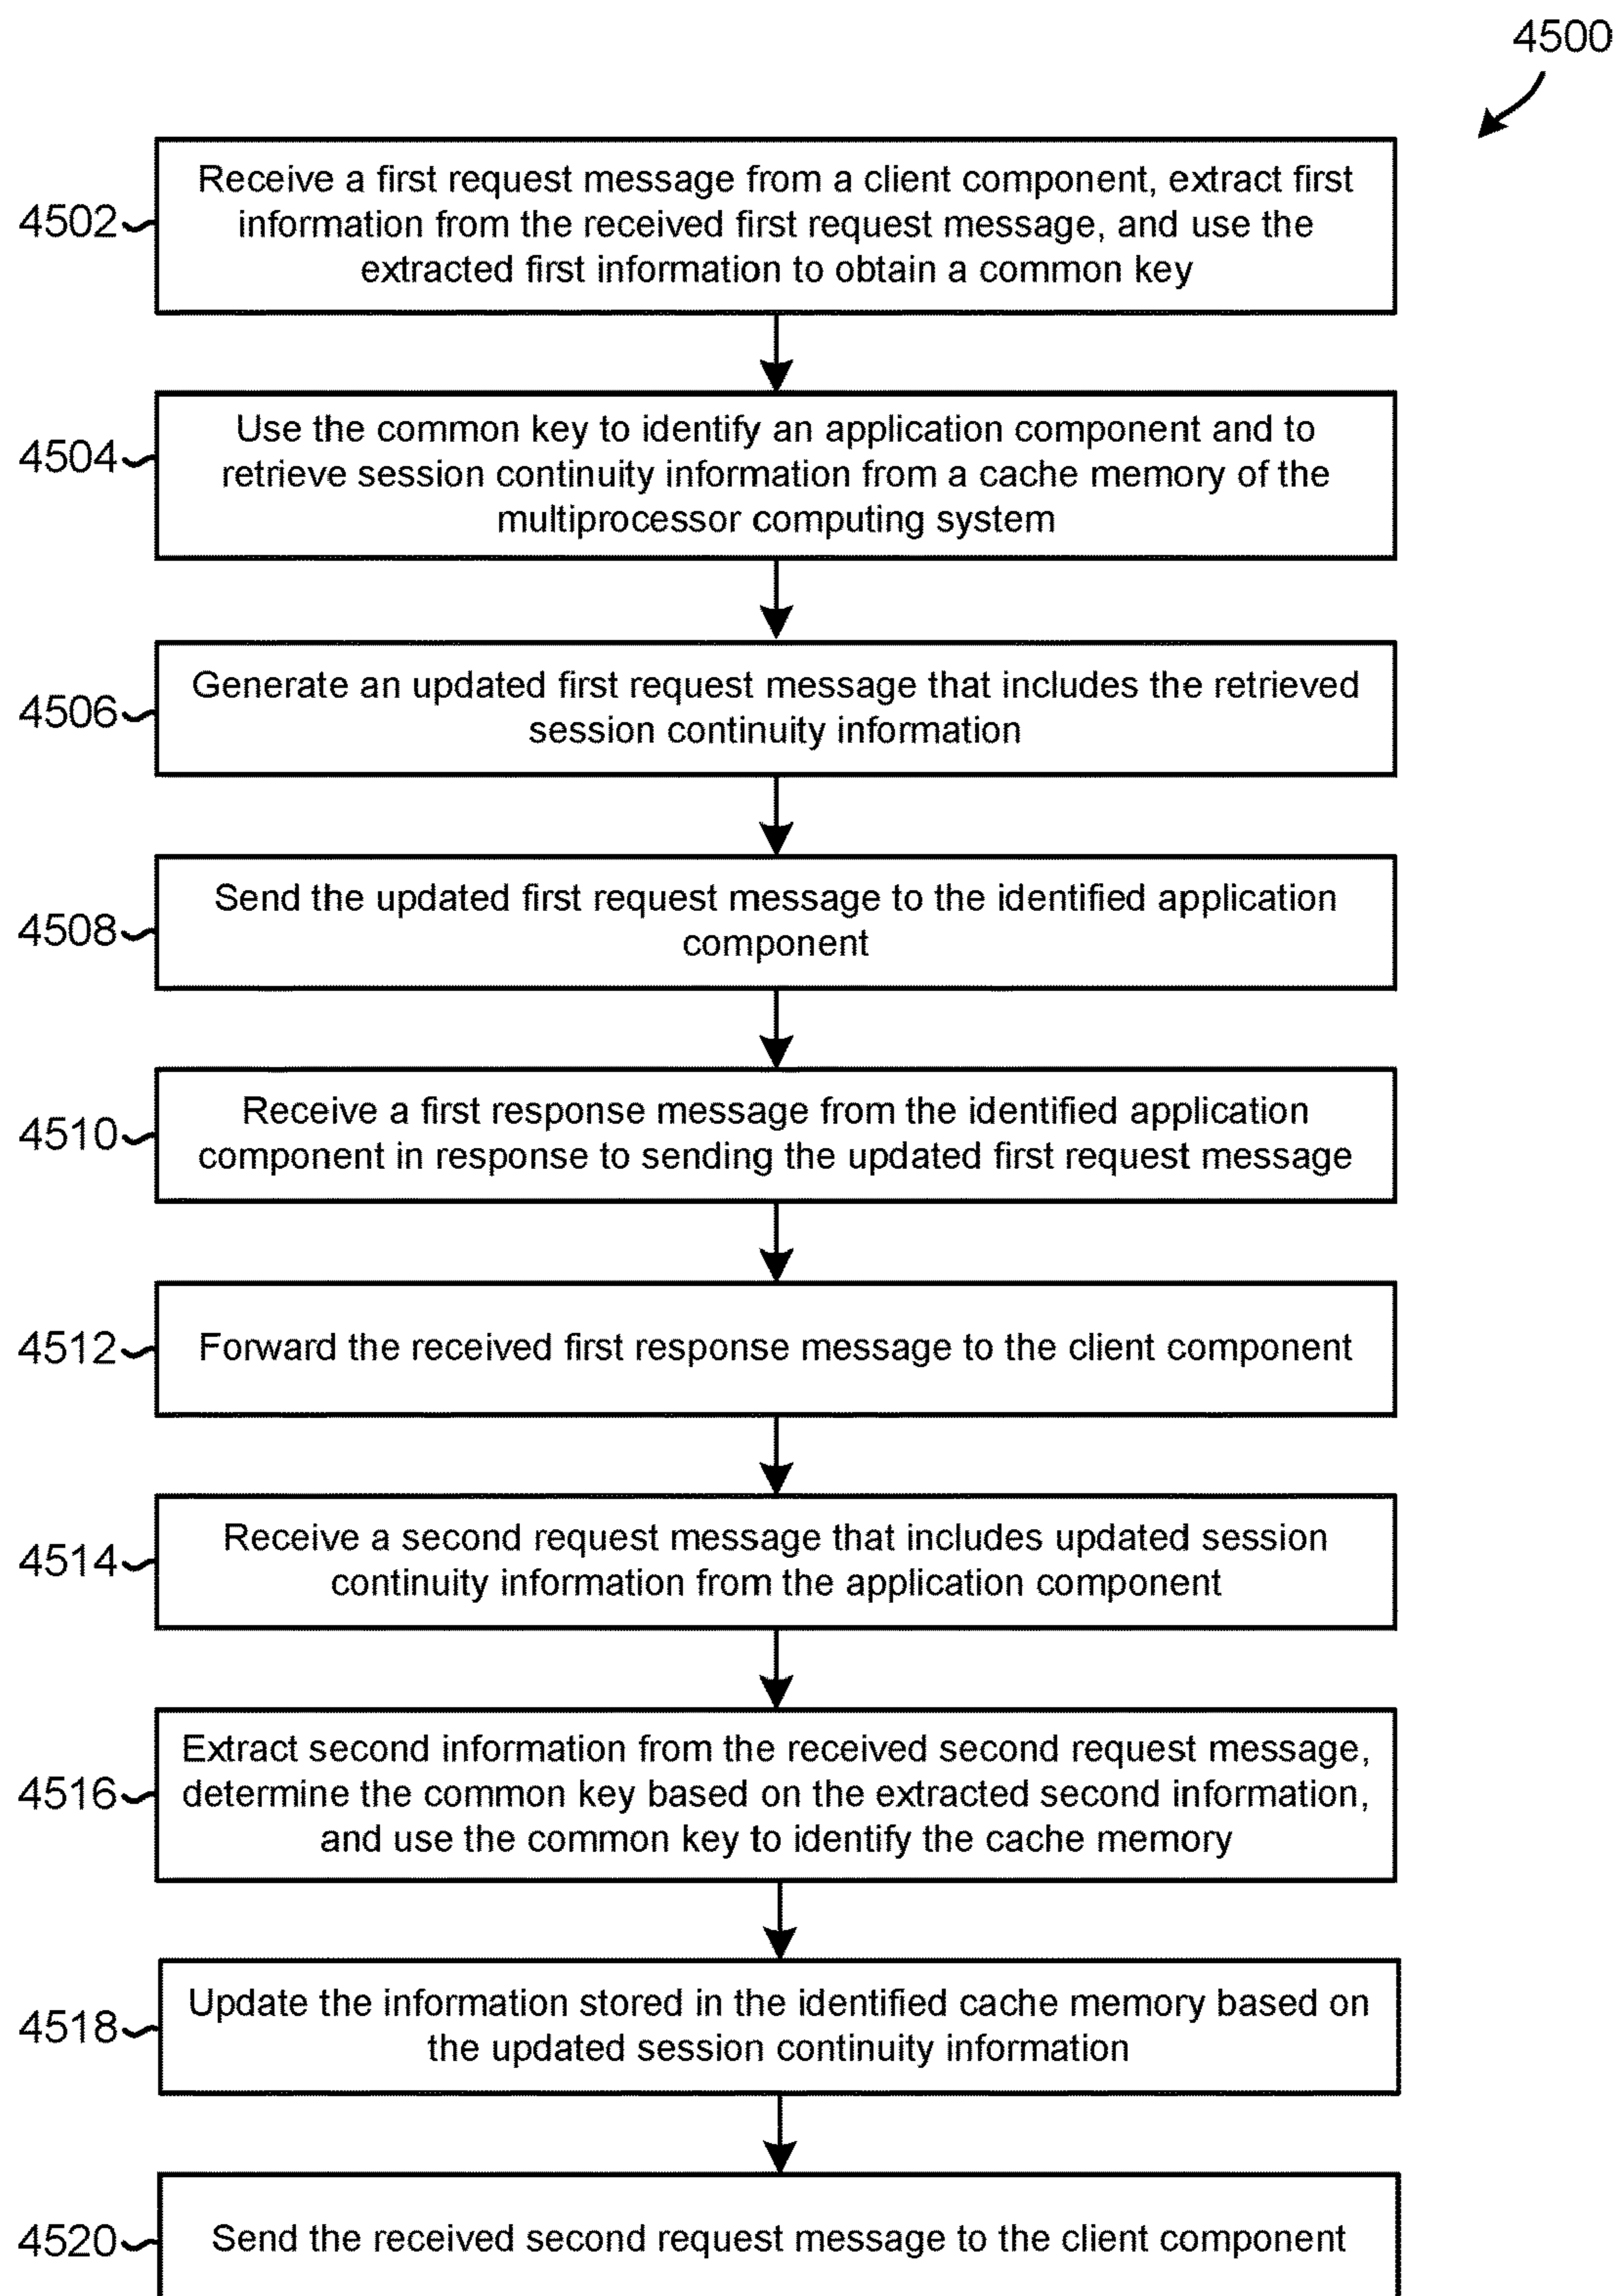 4500
4502
Receive a first request message from a client component, extract first
information from the received first request message, and use the
extracted first information to obtain a common key
4504
Use the common key to identify an application component and to
retrieve session continuity information from a cache memory of the
multiprocessor computing system
4506
Generate an updated first request message that includes the retrieved
session continuity information
4508
Send the updated first request message to the identified application
component
4510
Receive a first response message from the identified application
component in response to sending the updated first request message
4512
Forward the received first response message to the client component
4514
Receive a second request message that includes updated session
continuity information from the application component
4516
Extract second information from the received second request message,
determine the common key based on the extracted second information,
and use the common key to identify the cache memory
4518
Update the information stored in the identified cache memory based on
the updated session continuity information
4520
Send the received second request message to the client component